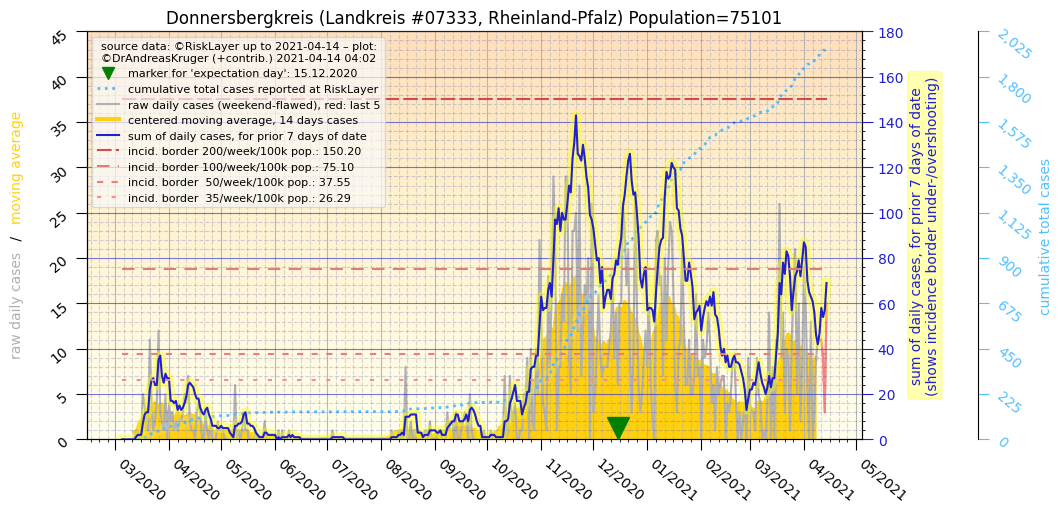 Donnersbergkreis (Landkreis #07333, Rheinland-Pfalz) Population=75101
source data: ©RiskLayer up to 2021-04-14 – plot:
©DrAndreasKruger (+contrib.) 2021-04-14 04:02
marker for 'expectation day': 15.12.2020
cumulative total cases reported at RiskLayer
raw daily cases (weekend-flawed), red: last 5
centered moving average, 14 days cases
sum of daily cases, for prior 7 days of date
incid. border 200/week/100k pop.: 150.20
incid. border 100/week/100k pop.: 75.10
incid. border 50/week/100k pop.: 37.55
incid. border 35/week/100k pop.: 26.29
raw daily cases / moving average
45
40
35
30
25
20
15
10
5
0
03/2020
04/2020
05/2020
06/2020
07/2020
08/2020
09/2020
10/2020
11/2020
12/2020
01/2021
02/2021
03/2021
04/2021
05/2021
180
160
140
120
100
80
60
40
20
0
sum of daily cases, for prior 7 days of date
(shows incidence border under-/overshooting)
2,025
1,800
1,575
1,350
1,125
900
675
450
225
0
cumulative total cases